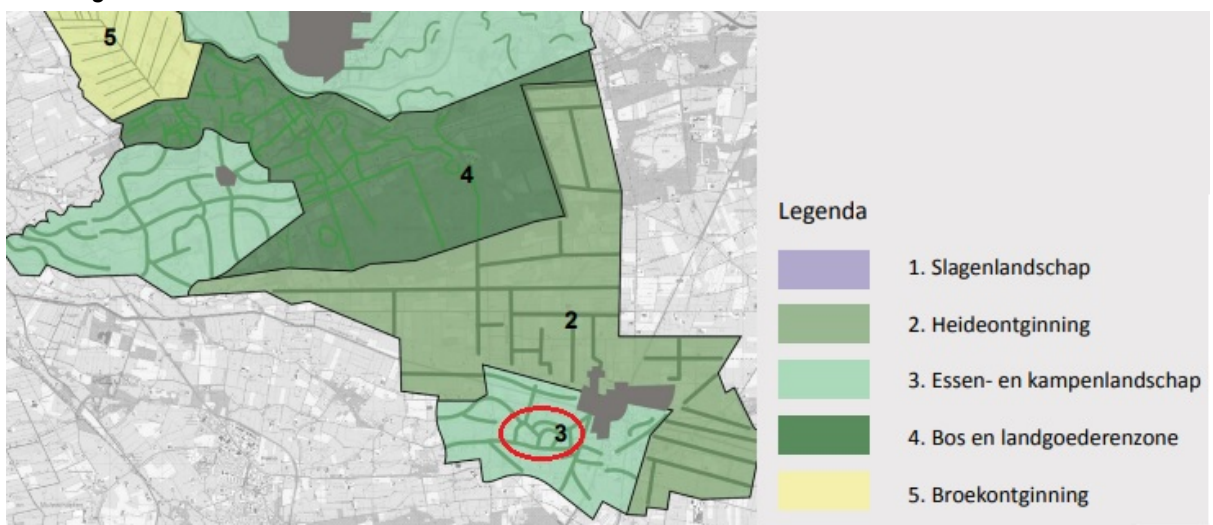 5
4
2
3
Legenda
1. Slagenlandschap
2. Heideontginning
3. Essen- en kampenlandschap
4. Bos en landgoederenzone
5. Broekontginning